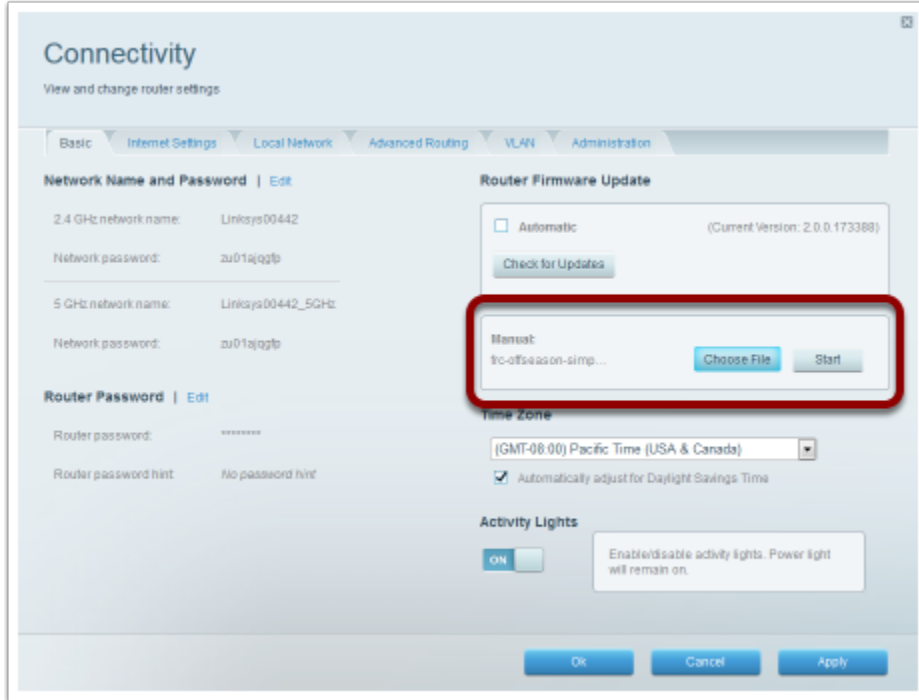 Connectivity
View and change router settings
Basic
Internet Settings
Local Network
Advanced Routing
VLAN
Administration
Network Name and Password | Edit
2.4 GHz network name: Linksys00442
Network password: zu01ajqgfp
5 GHz network name: Linksys00442_5GHz
Network password: zu01ajqgfp
Router Password | Edit
Router password: ********
Router password hint: No password hint
Router Firmware Update
Automatic (Current Version: 2.0.0.173388)
Check for Updates
Manual:
frc-offseason-simp...
Choose File
Start
Time Zone
(GMT-08:00) Pacific Time (USA & Canada)
Automatically adjust for Daylight Savings Time
Activity Lights
ON
Enable/disable activity lights. Power light
will remain on.
Ok
Cancel
Apply